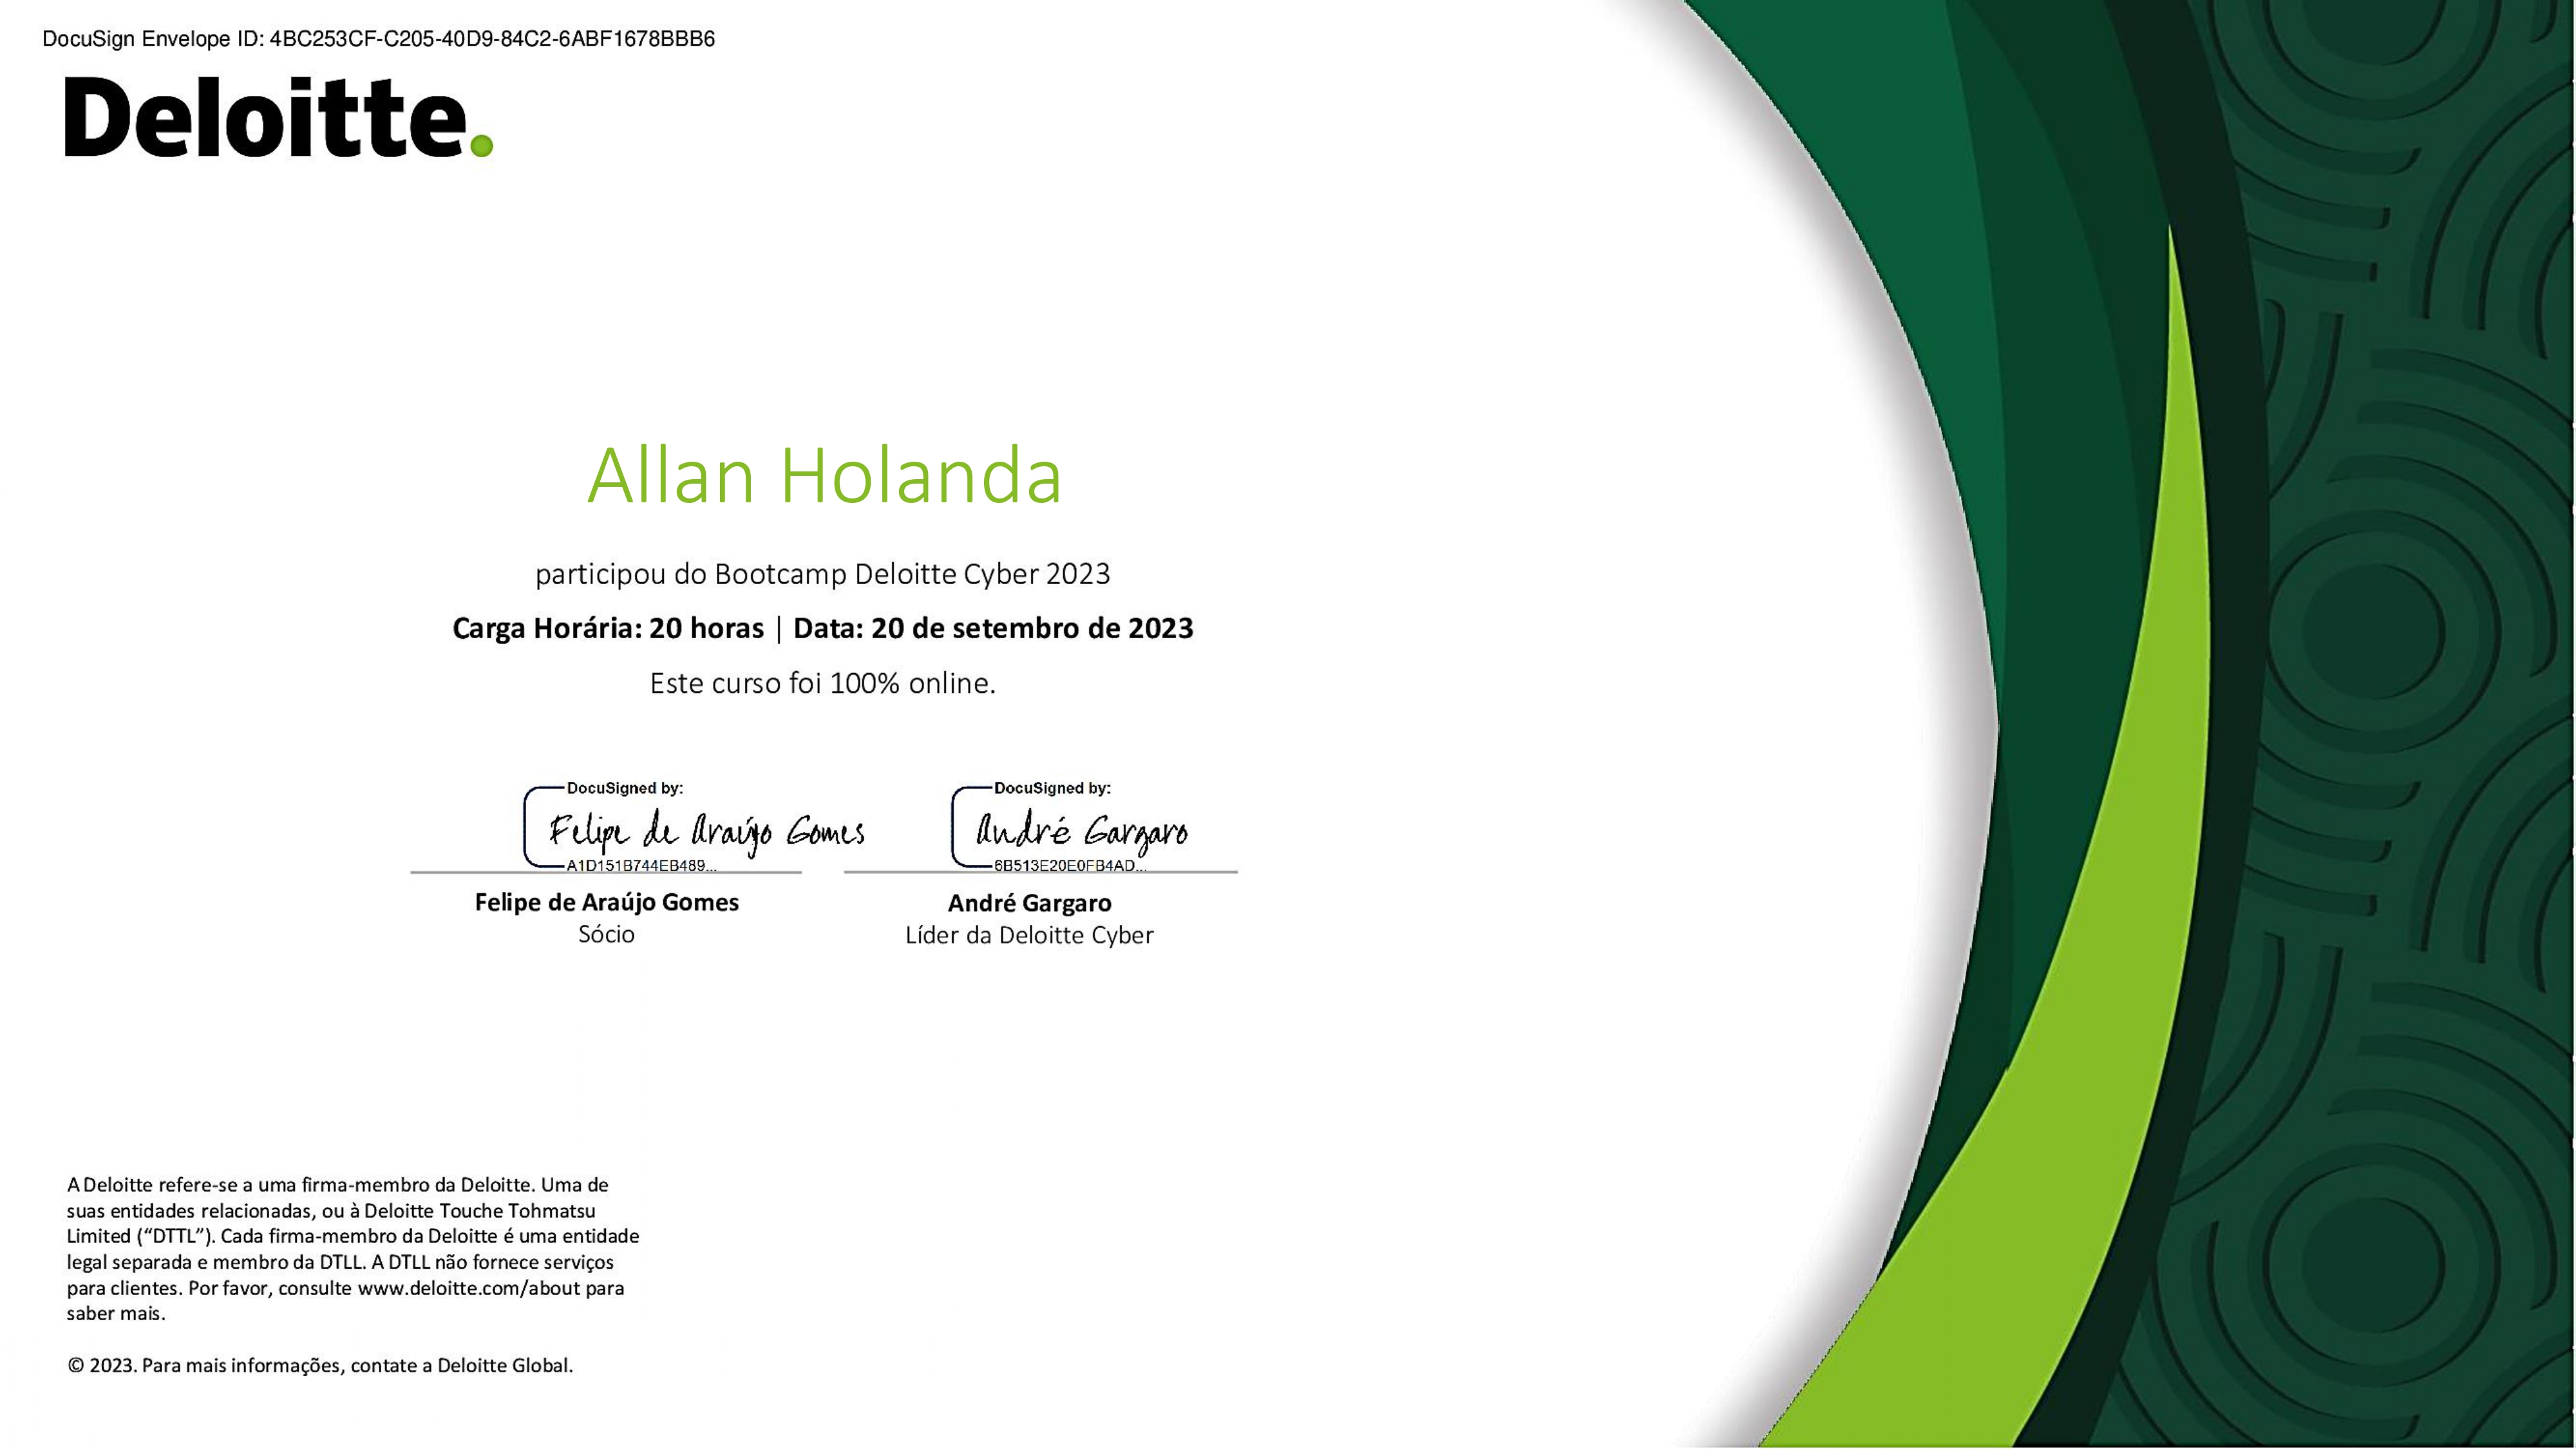 DocuSign Envelope ID: 4BC253CF-C205-40D9-84C2-6ABF1678BBB6
Deloitte.
Allan Holanda
participou do Bootcamp Deloitte Cyber 2023
Carga Horária: 20 horas | Data: 20 de setembro de 2023
Este curso foi 100% online.
DocuSigned by:
Felipe de Araújo Gomes
A1D151B744EB489...
Felipe de Araújo Gomes
Sócio
DocuSigned by:
André Gargaro
6B513E20E0FB4AD...
André Gargaro
Líder da Deloitte Cyber
A Deloitte refere-se a uma firma-membro da Deloitte. Uma de
suas entidades relacionadas, ou à Deloitte Touche Tohmatsu
Limited (“DTTL”). Cada firma-membro da Deloitte é uma entidade
legal separada e membro da DTLL. A DTLL não fornece serviços
para clientes. Por favor, consulte www.deloitte.com/about para
saber mais.
© 2023. Para mais informações, contate a Deloitte Global.